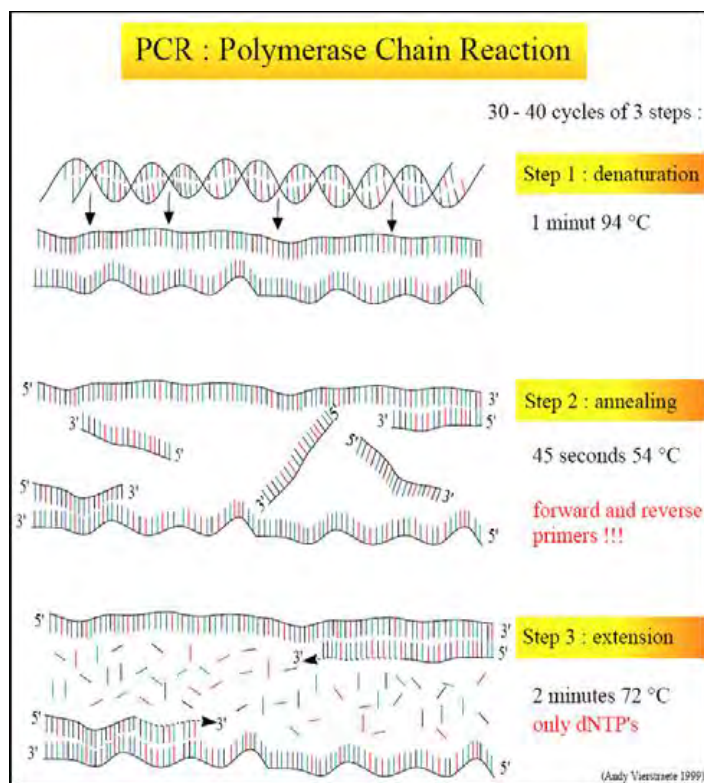 PCR : Polymerase Chain Reaction
30 - 40 cycles of 3 steps :
Step 1 : denaturation
1 minut 94 °C
5'
3'
Step 2 : annealing
3'
5'
5'
3'
5'
45 seconds 54 °C
5'
3'
3'
3'
5'
3'
forward and reverse
primers !!!
5'
3'
Step 3 : extension
3'
5'
2 minutes 72 °C
5'
3'
only dNTP's
3'
5'
(Andy Vierstraete 1999)